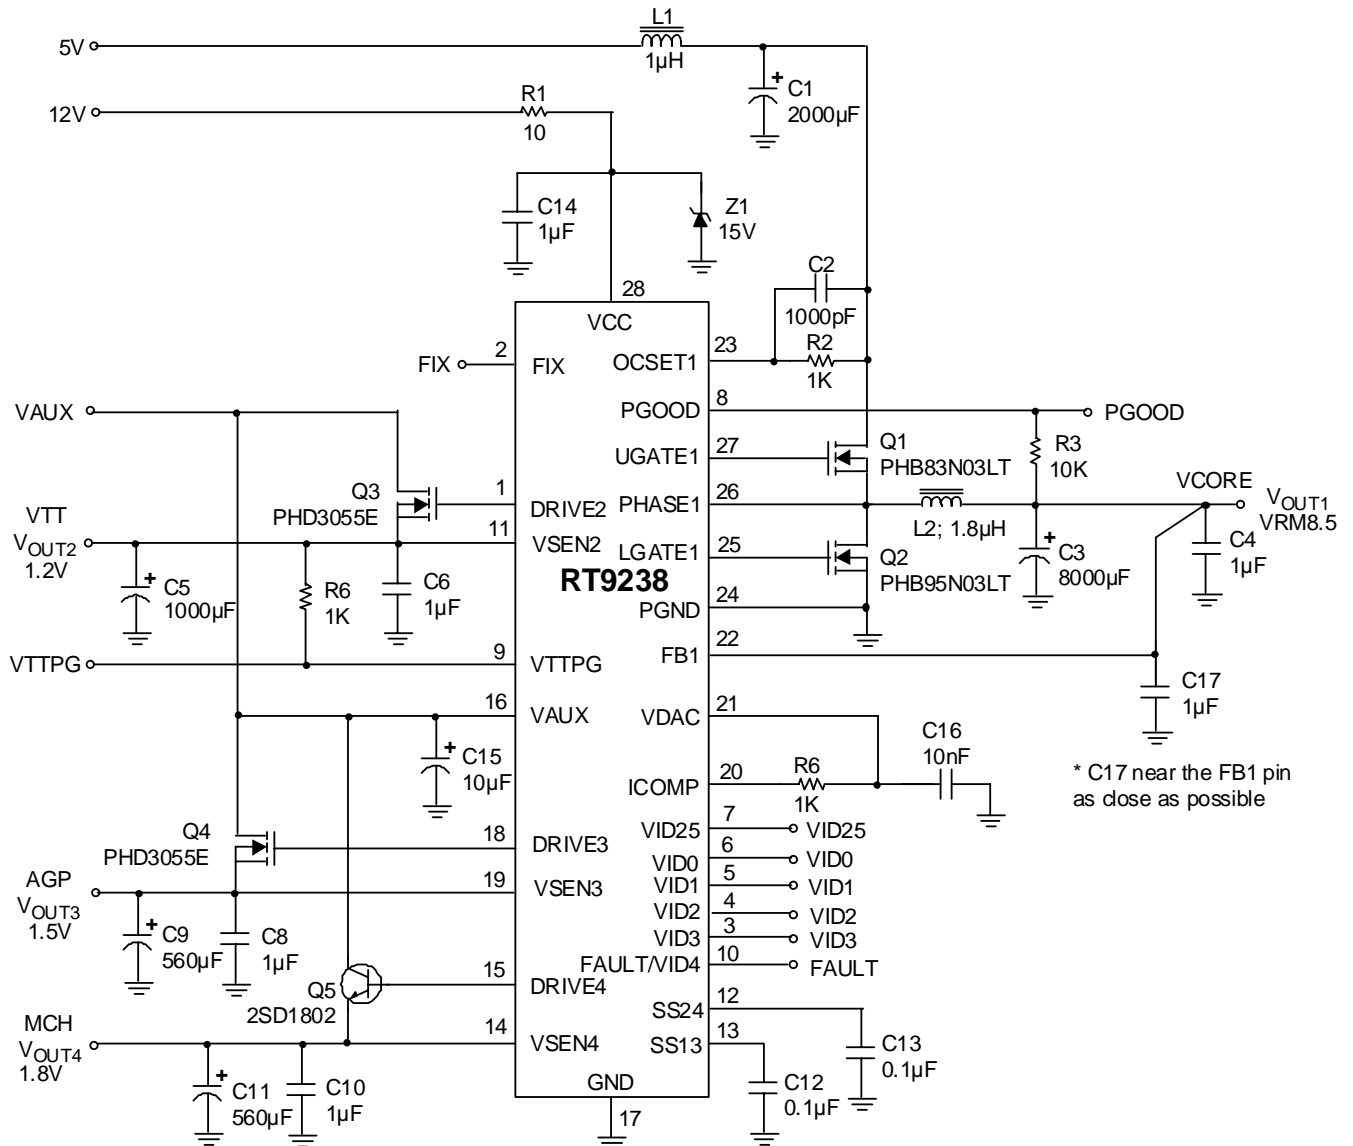 L1
5V
1µH
+
C1
2000µF
12V
R1
10
C14
1µF
Z1
15V
C2
1000pF
28
VCC
FIX
2
FIX
OCSET1
23
R2
1K
VAUX
PGOOD
8
PGOOD
UGATE1
27
Q1
PHB83N03LT
R3
10K
Q3
PHD3055E
1
DRIVE2
PHASE1
26
L2; 1.8µH
VCORE
VOUT1
VRM8.5
VTT
VOUT2
1.2V
11
VSEN2
LGATE1
25
Q2
PHB95N03LT
+
C3
8000µF
C4
1µF
+
C5
1000µF
R6
1K
C6
1µF
RT9238
PGND
24
VTTPG
9
VTTPG
FB1
22
C17
1µF
16
VAUX
VDAC
21
+
C15
10µF
C16
10nF
* C17 near the FB1 pin
as close as possible
ICOMP
20
R6
1K
Q4
PHD3055E
18
DRIVE3
VID25
7
VID25
VID0
6
VID0
AGP
VOUT3
1.5V
19
VSEN3
VID1
5
VID1
VID2
4
VID2
VID3
3
VID3
+
C9
560µF
C8
1µF
FAULT/VID4
10
FAULT
Q5
2SD1802
15
DRIVE4
SS24
12
C13
0.1µF
MCH
VOUT4
1.8V
14
VSEN4
SS13
13
C12
0.1µF
+
C11
560µF
C10
1µF
GND
17